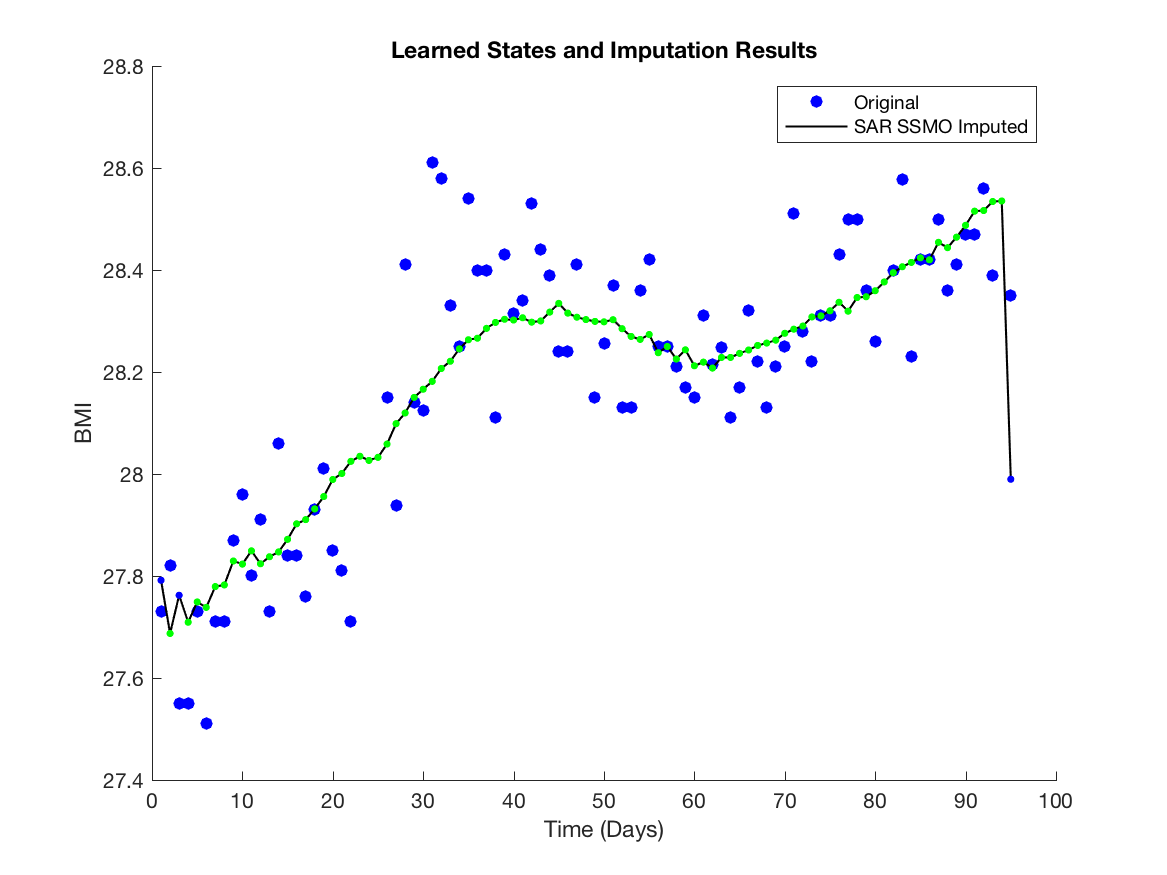 Learned States and Imputation Results
28.8
28.6
28.4
28.2
28
27.8
27.6
27.4
BMI
Original
SAR SSMO Imputed
0 10 20 30 40 50 60 70 80 90 100
Time (Days)